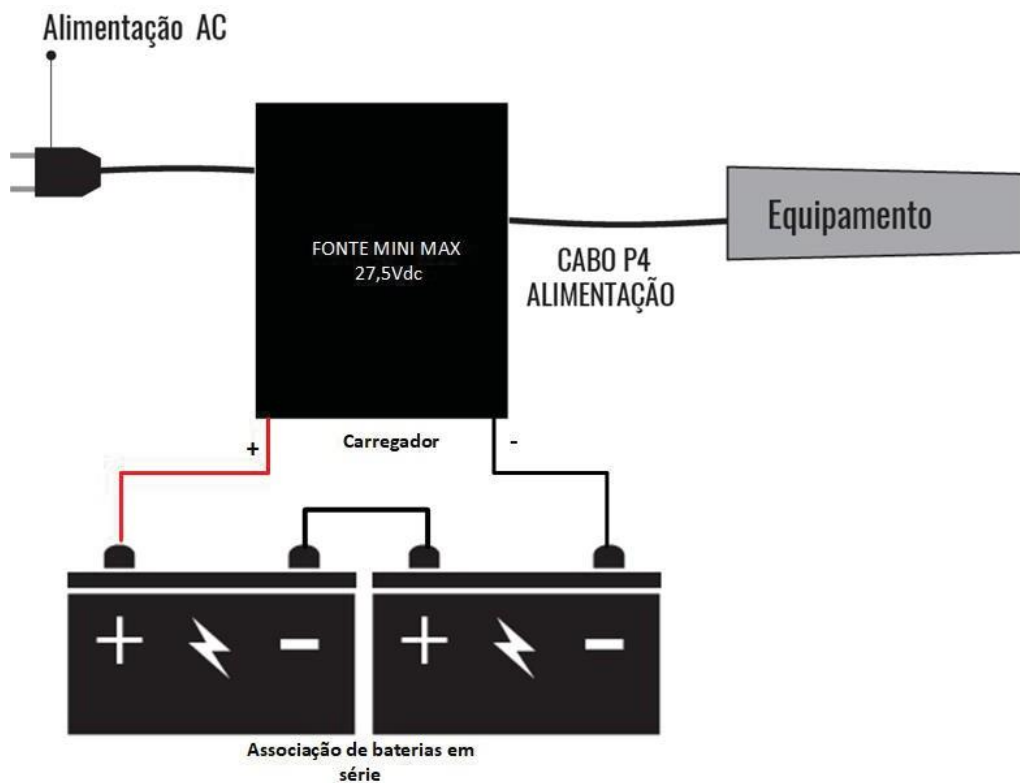 Alimentação AC
FONTE MINI MAX
27,5Vdc
Equipamento
CABO P4
ALIMENTAÇÃO
+
Carregador
-
+
-
+
-
Associação de baterias em
série